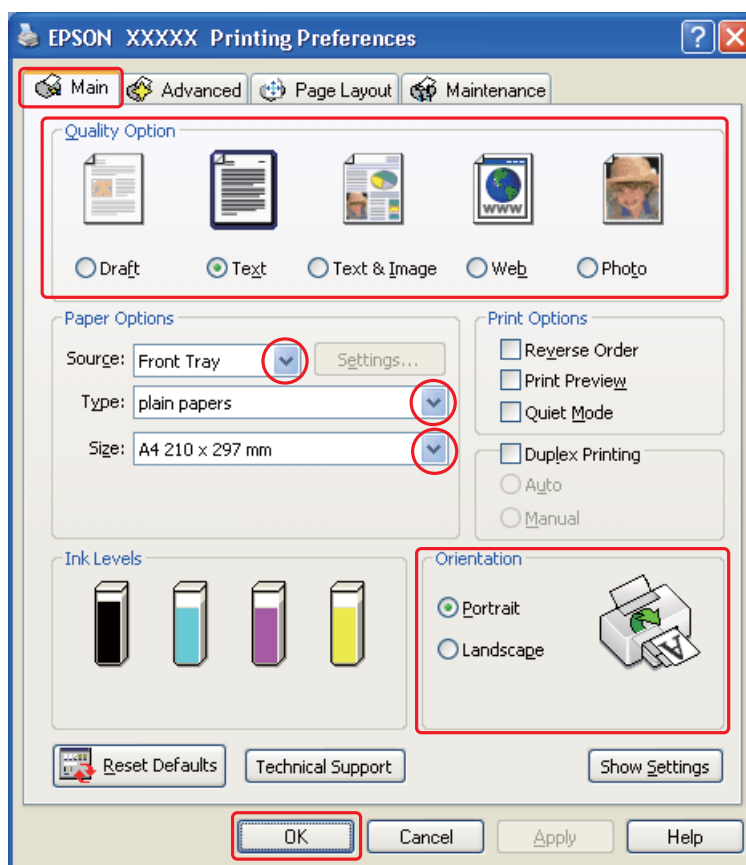 EPSON XXXXX Printing Preferences
Main Advanced Page Layout Maintenance
Quality Option
WWW
Draft Text Text & Image Web Photo
Paper Options
Source: Front Tray Settings...
Type: plain papers
Size: A4 210 x 297 mm
Print Options
Reverse Order
Print Preview
Quiet Mode
Duplex Printing
Auto
Manual
Ink Levels
Orientation
Portrait
Landscape
A
Reset Defaults Technical Support Show Settings
OK Cancel Apply Help